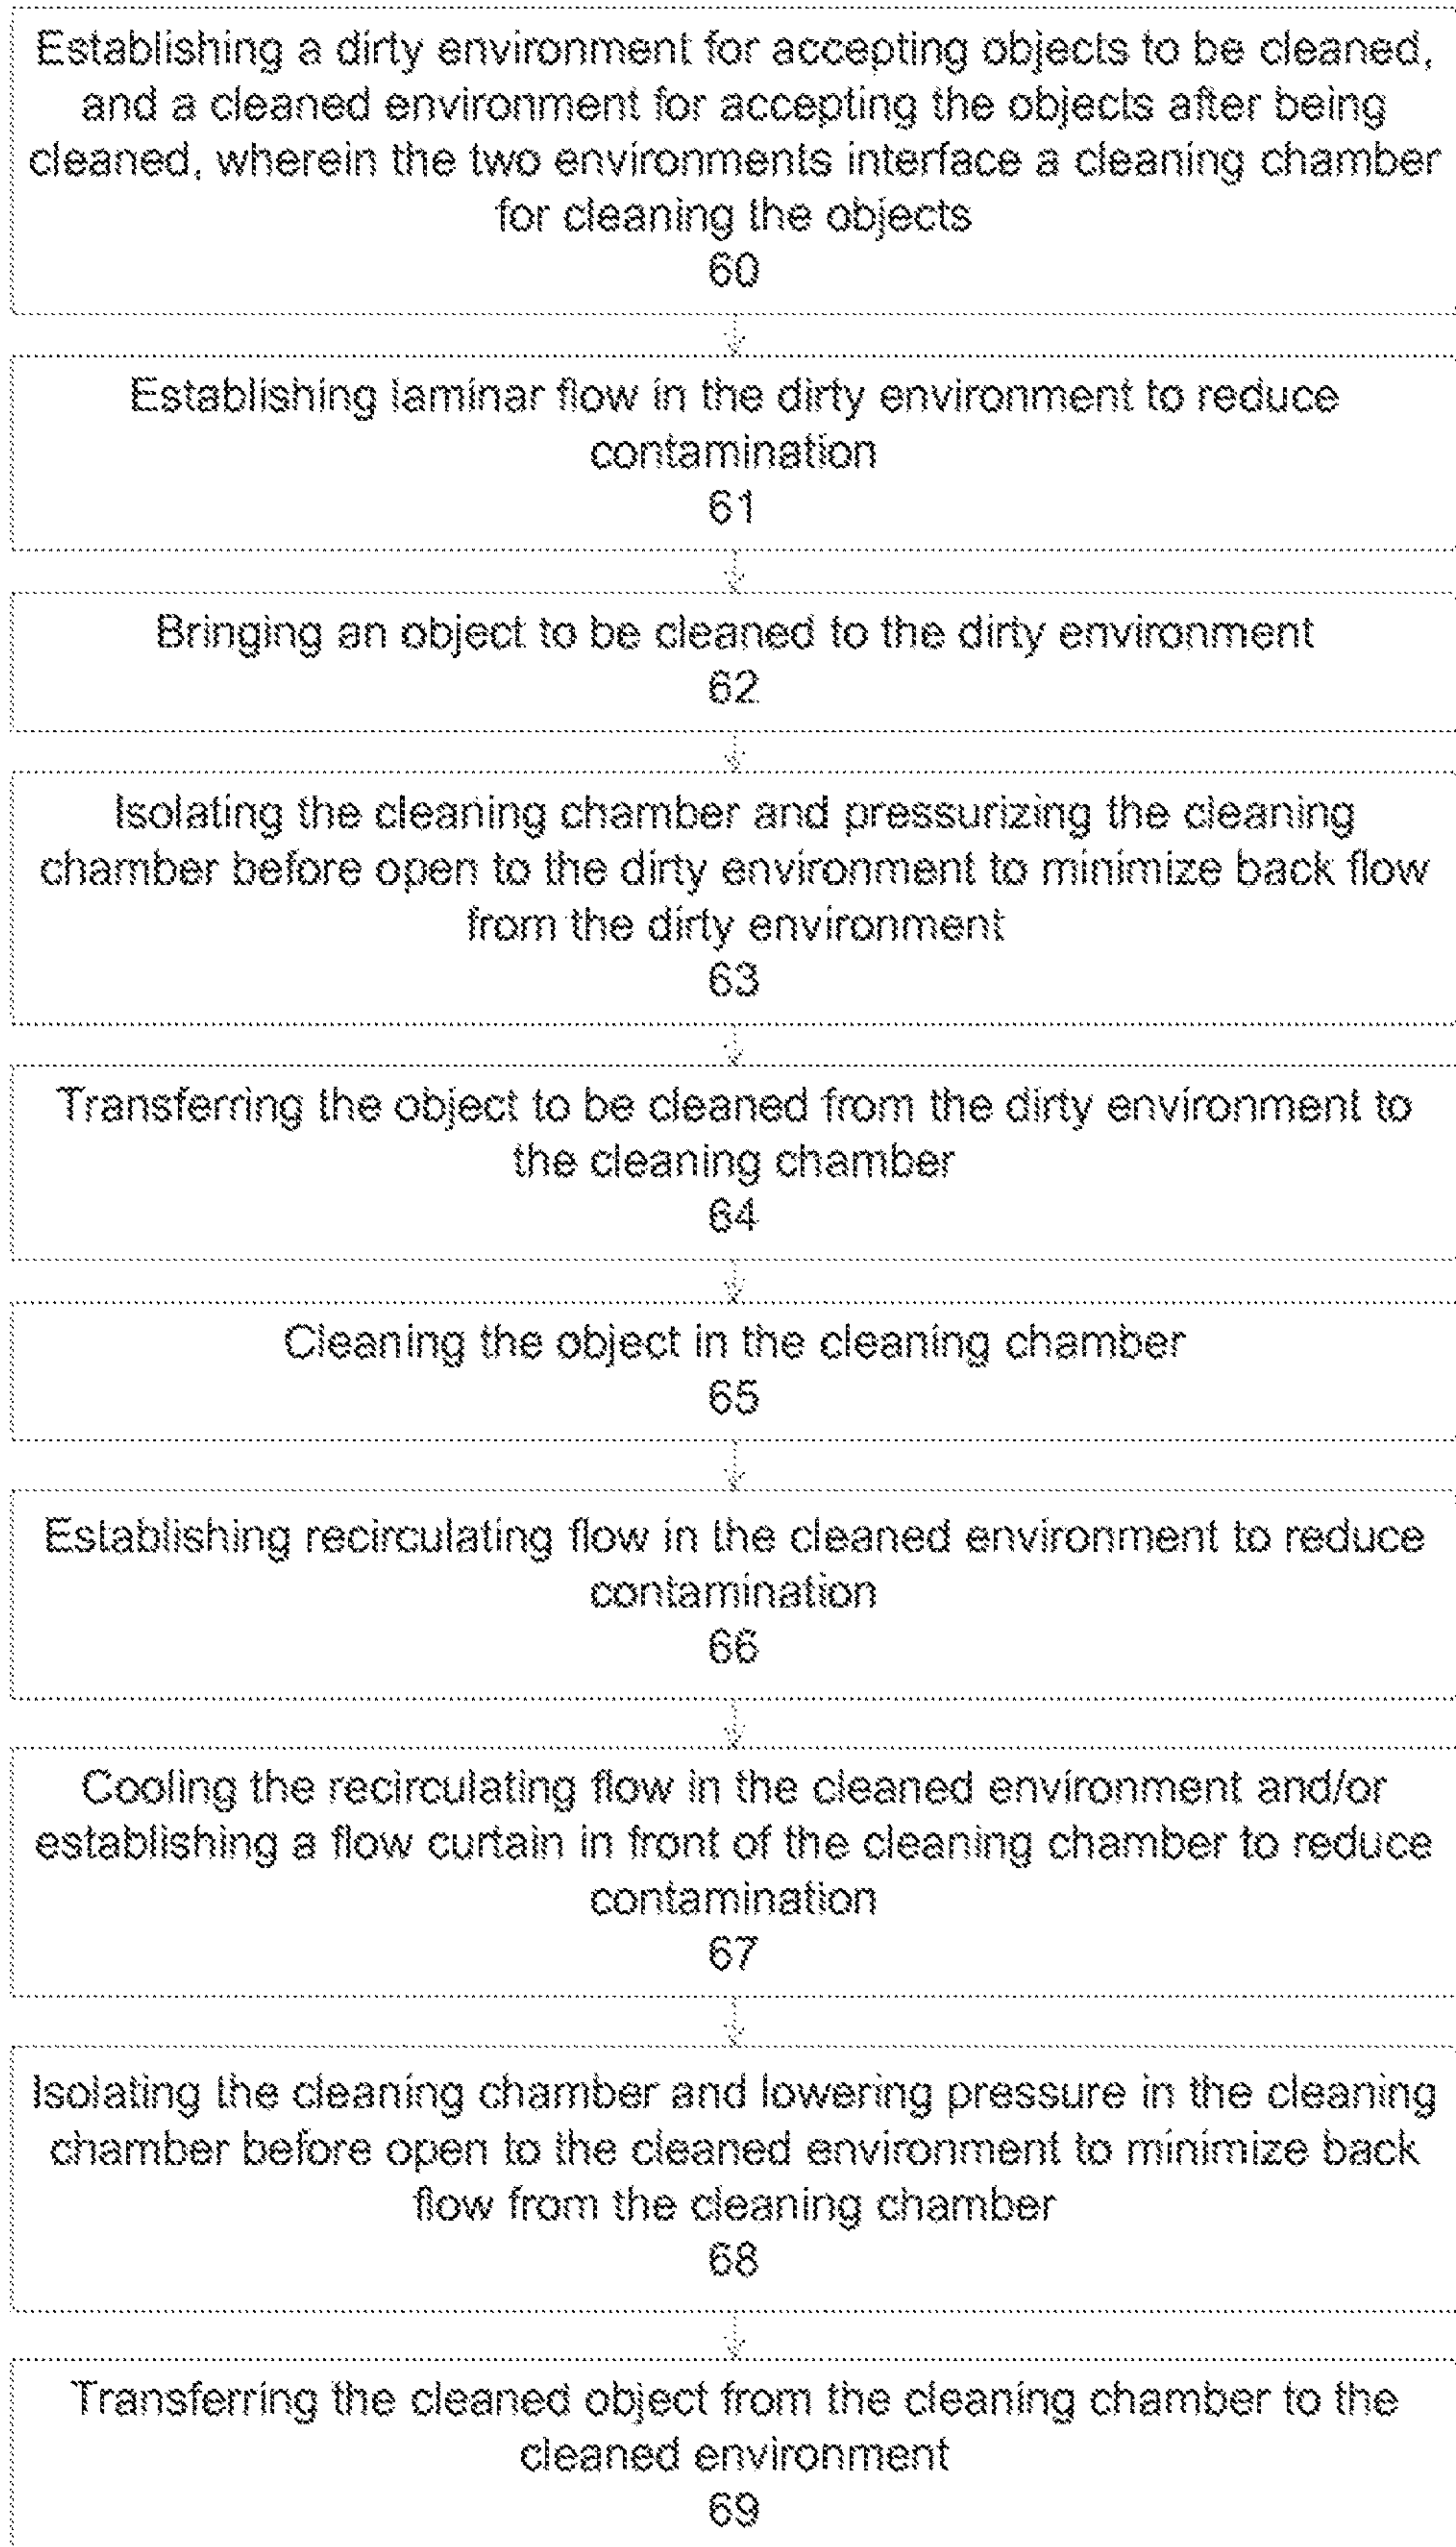 Establishing a dirty environment for accepting objects to be cleaned,
and a cleaned environment for accepting the objects after being
cleaned, wherein the two environments interface a cleaning chamber
for cleaning the objects
60
Establishing laminar flow in the dirty environment to reduce
contamination
61
Bringing an object to be cleaned to the dirty environment
62
Isolating the cleaning chamber and pressurizing the cleaning
chamber before open to the dirty environment to minimize back flow
from the dirty environment
63
Transferring the object to be cleaned from the dirty environment to
the cleaning chamber
64
Cleaning the object in the cleaning chamber
65
Establishing recirculating flow in the cleaned environment to reduce
contamination
66
Cooling the recirculating flow in the cleaned environment and/or
establishing a flow curtain in front of the cleaning chamber to reduce
contamination
67
Isolating the cleaning chamber and lowering pressure in the cleaning
chamber before open to the cleaned environment to minimize back
flow from the cleaning chamber
68
Transferring the cleaned object from the cleaning chamber to the
cleaned environment
69